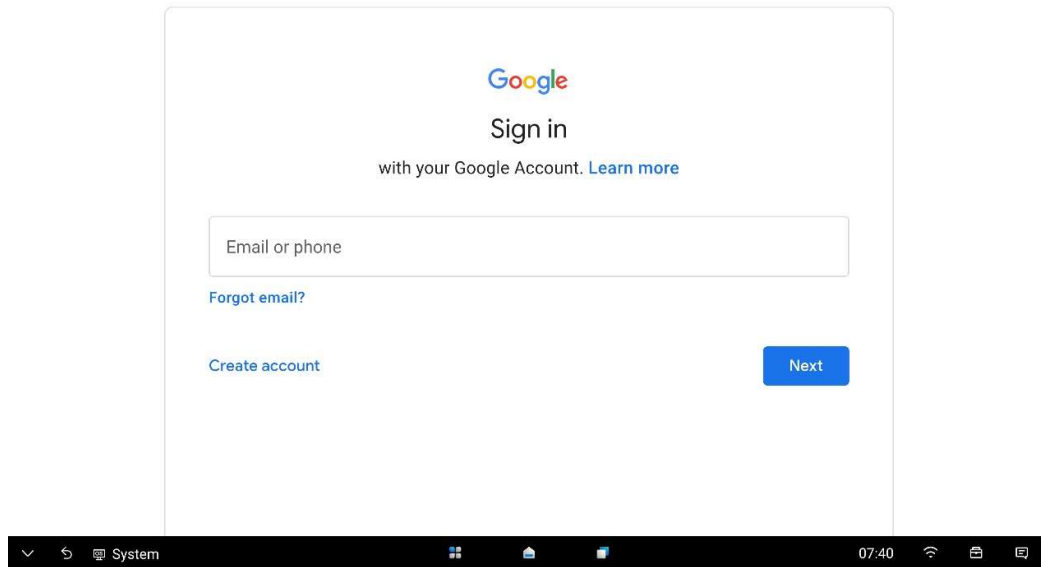 Google
Sign in
with your Google Account. Learn more
Email or phone
Forgot email?
Create account
Next
System
07:40